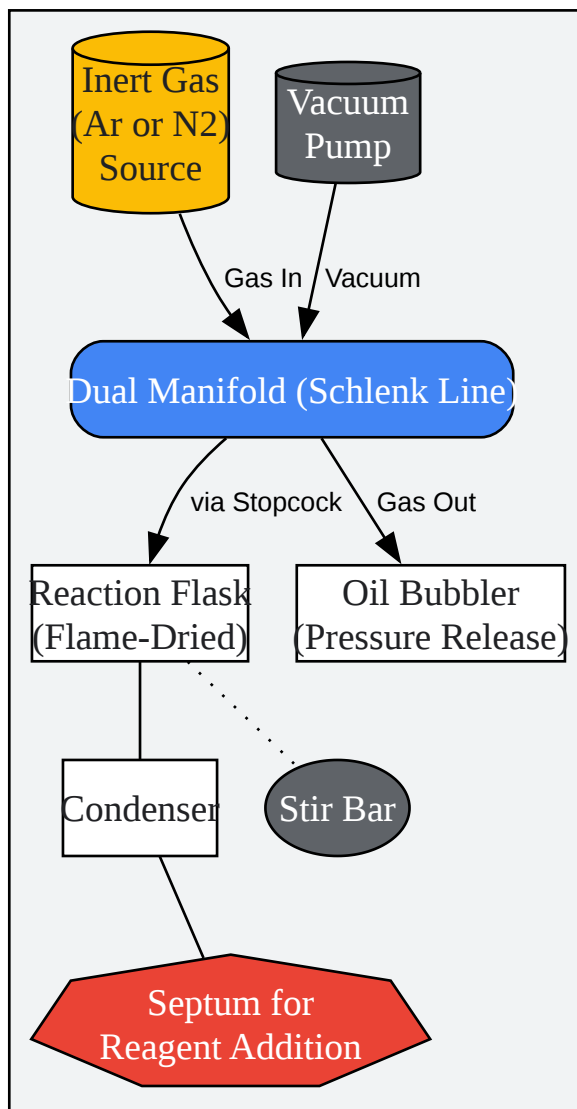 Inert Gas
(Ar or N2)
Source
Vacuum
Pump
Gas In
Vacuum
Dual Manifold (Schlenk Line)
via Stopcock
Gas Out
Reaction Flask
(Flame-Dried)
Oil Bubbler
(Pressure Release)
Condenser
Stir Bar
Septum for
Reagent Addition